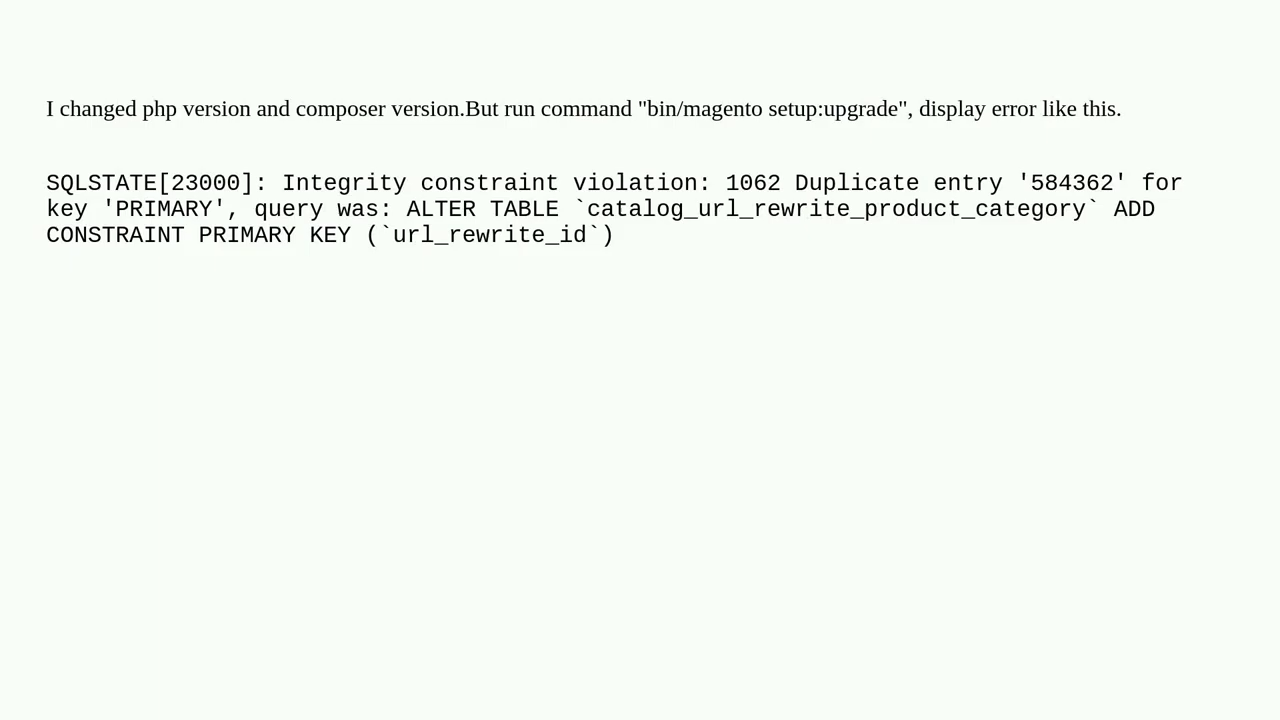 I changed php version and composer version.But run command "bin/magento setup:upgrade", display error like this.
SQLSTATE[23000]: Integrity constraint violation: 1062 Duplicate entry '584362' for
key 'PRIMARY', query was: ALTER TABLE `catalog_url_rewrite_product_category` ADD
CONSTRAINT PRIMARY KEY (`url_rewrite_id`)